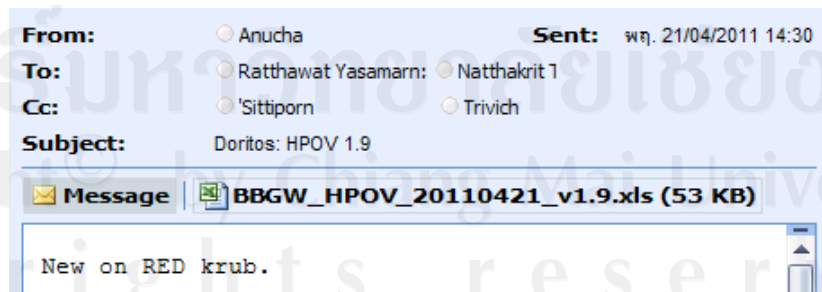 From: Anucha Sent: พฤ. 21/04/2011 14:30
To: Ratthawat Yasamarn: Natthakrit T
Cc: 'Sittiporn Trivich
Subject: Doritos: HPOV 1.9
Message BBGW_HPOV_20110421_v1.9.xls (53 KB)
New on RED krub.